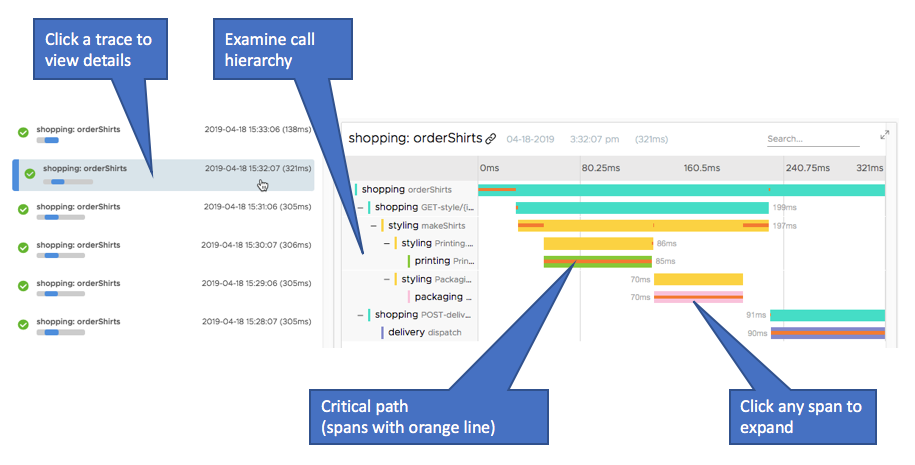 Click a trace to
view details
Examine call
hierarchy
shopping: orderShirts 2019-04-18 15:33:06 (138ms)
shopping: orderShirts 2019-04-18 15:32:07 (321ms)
shopping: orderShirts 2019-04-18 15:31:06 (305ms)
shopping: orderShirts 2019-04-18 15:30:07 (306ms)
shopping: orderShirts 2019-04-18 15:29:06 (305ms)
shopping: orderShirts 2019-04-18 15:28:07 (305ms)
shopping: orderShirts 04-18-2019 3:32:07 pm (321ms) Search...
0ms 80.25ms 160.5ms 240.75ms 321ms
shopping orderShirts
shopping GET-style/{i... 199ms
styling makeShirts 197ms
styling Printing.... 86ms
printing Prin... 85ms
styling Packagi... 70ms
packaging ... 70ms
shopping POST-deliv... 91ms
delivery dispatch 90ms
Critical path
(spans with orange line)
Click any span to
expand